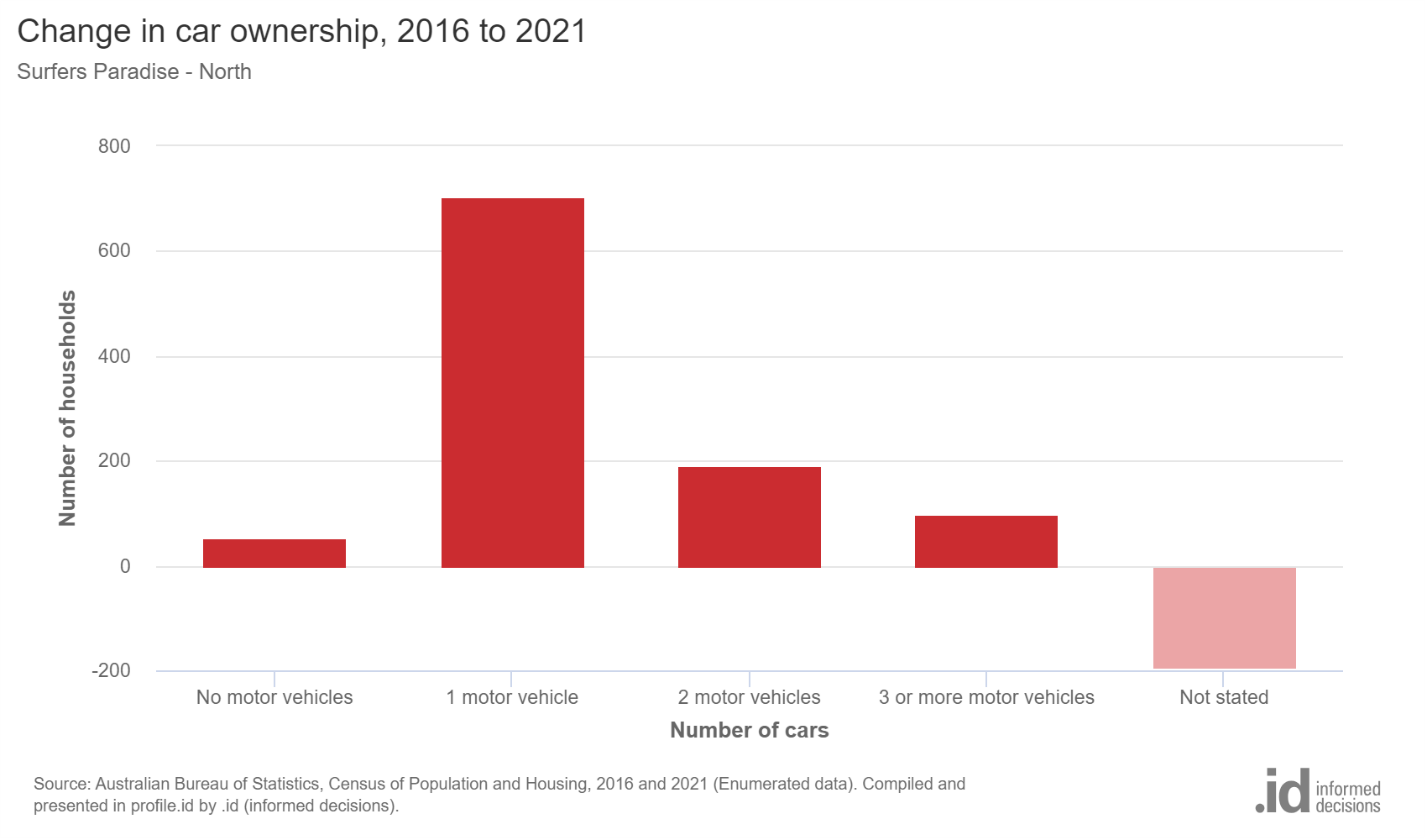 Change in car ownership, 2016 to 2021
Surfers Paradise - North
800
600
400
200
0
-200
Number of households
No motor vehicles
1 motor vehicle
2 motor vehicles
3 or more motor vehicles
Not stated
Number of cars
Source: Australian Bureau of Statistics, Census of Population and Housing, 2016 and 2021 (Enumerated data). Compiled and
presented in profile.id by .id (informed decisions).
.id informed
decisions